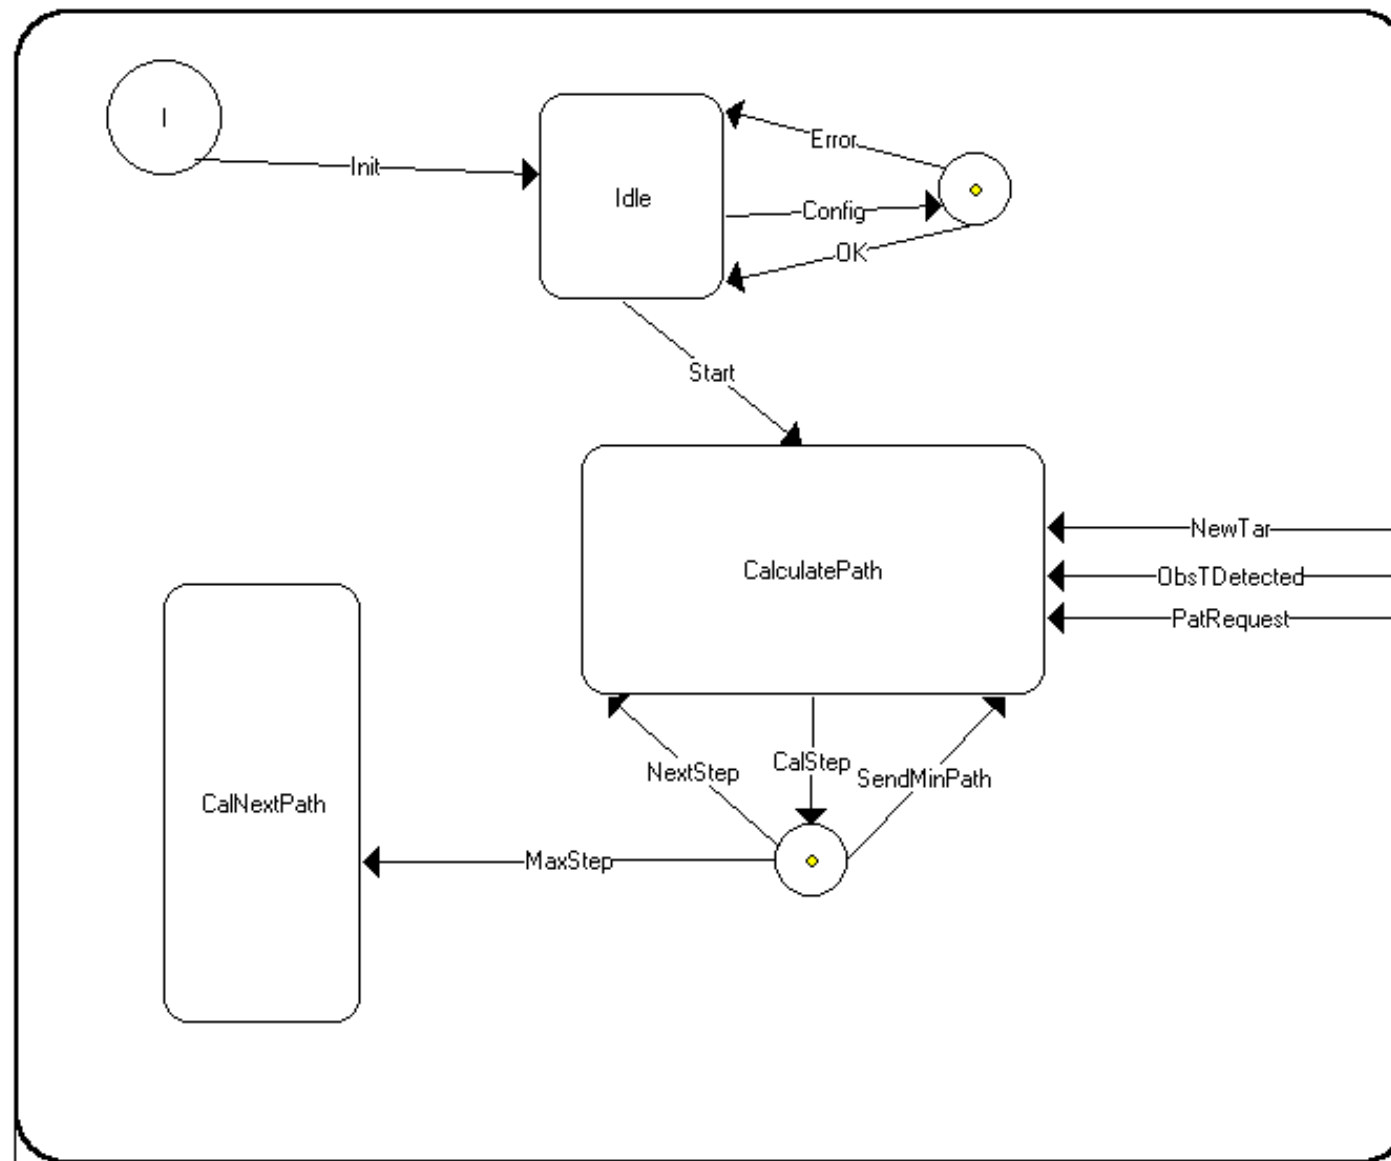 I
Init
Idle
Error
Config
OK
Start
CalculatePath
NewTar
ObsTDetected
PatRequest
NextStep
CalStep
SendMinPath
CalNextPath
MaxStep